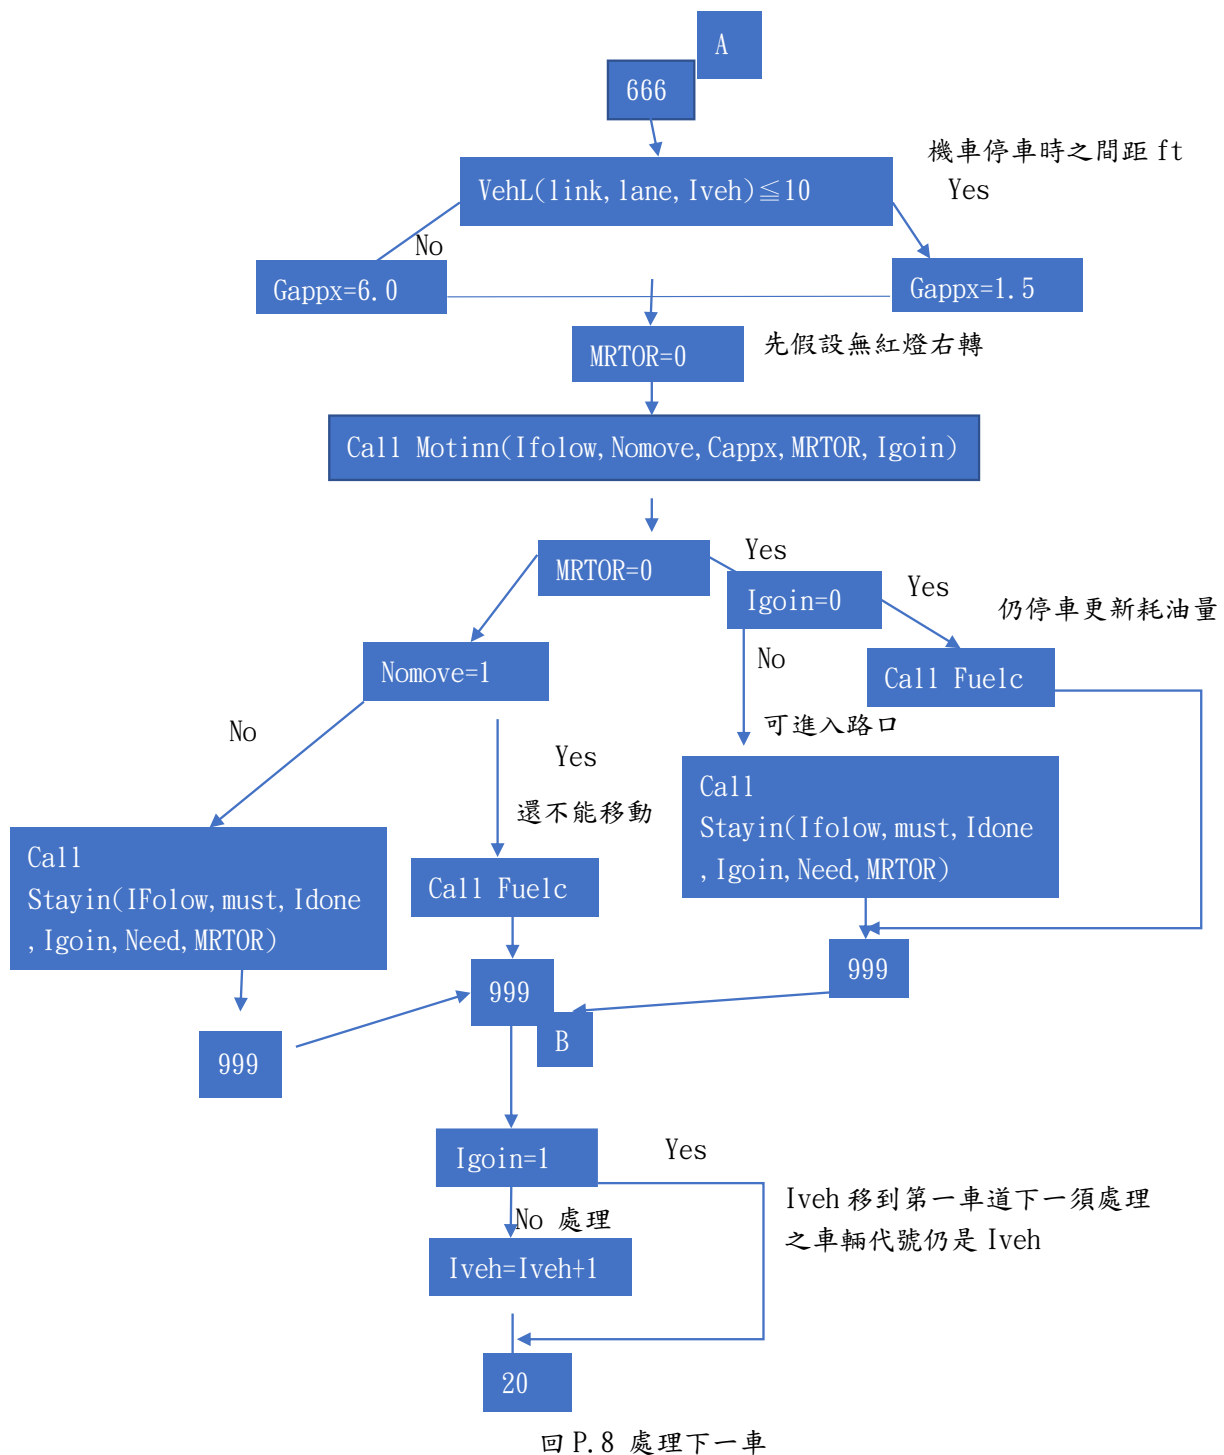 A
666
機車停車時之間距 ft
VehL(link,lane,Iveh)≦10
Yes
No
Gappx=6.0
Gappx=1.5
MRTOR=0
先假設無紅燈右轉
Call Motinn(Ifolow,Nomove,Cappx,MRTOR,Igoin)
MRTOR=0
Yes
Igoin=0
Yes
仍停車更新耗油量
Nomove=1
No
Call Fuelc
No
可進入路口
Yes
還不能移動
Call
Stayin(Ifolow,must,Idone
,Igoin,Need,MRTOR)
Call
Stayin(IFolow,must,Idone
,Igoin,Need,MRTOR)
Call Fuelc
999
999
B
999
Igoin=1
Yes
Iveh 移到第一車道下一須處理
之車輛代號仍是 Iveh
No 處理
Iveh=Iveh+1
20
回 P.8 處理下一車